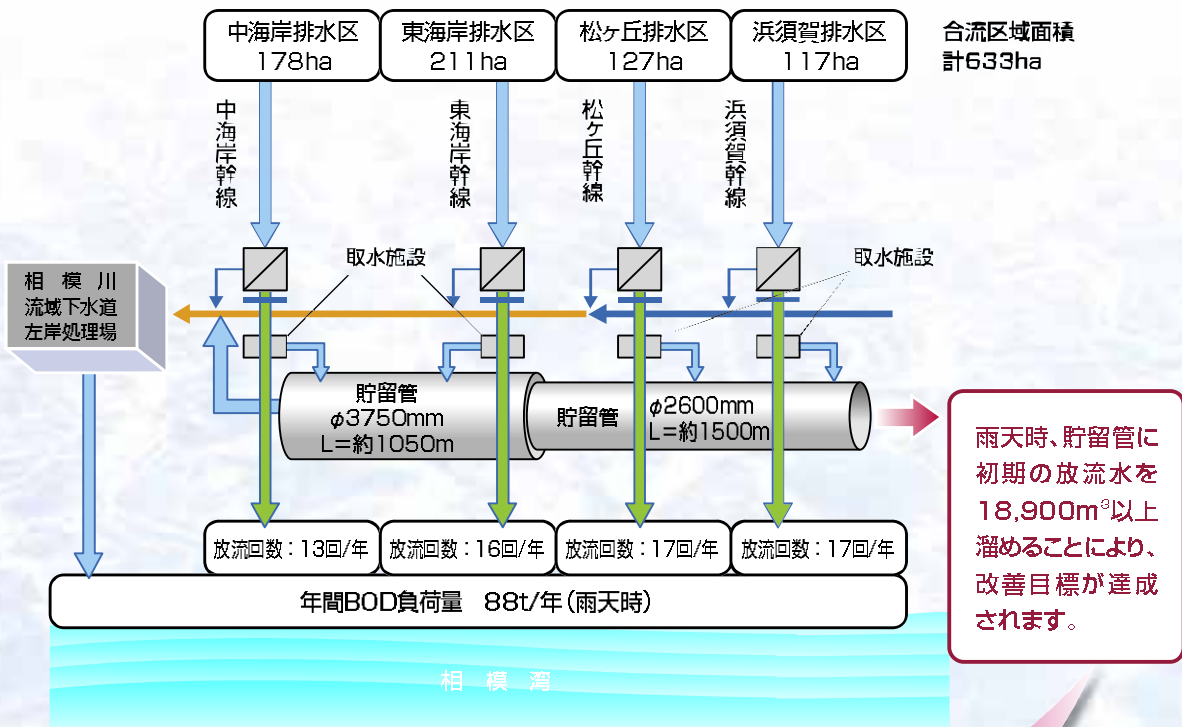 中海岸排水区
178ha
東海岸排水区
211ha
松ヶ丘排水区
127ha
浜須賀排水区
117ha
合流区域面積
計633ha
中海岸幹線
東海岸幹線
松ヶ丘幹線
浜須賀幹線
取水施設
取水施設
相模川
流域下水道
左岸処理場
貯留管
φ3750mm
L=約1050m
貯留管
φ2600mm
L=約1500m
雨天時、貯留管に
初期の放流水を
18,900m³以上
溜めることにより、
改善目標が達成
されます。
放流回数：13回/年
放流回数：16回/年
放流回数：17回/年
放流回数：17回/年
年間BOD負荷量 88t/年（雨天時）
相模湾